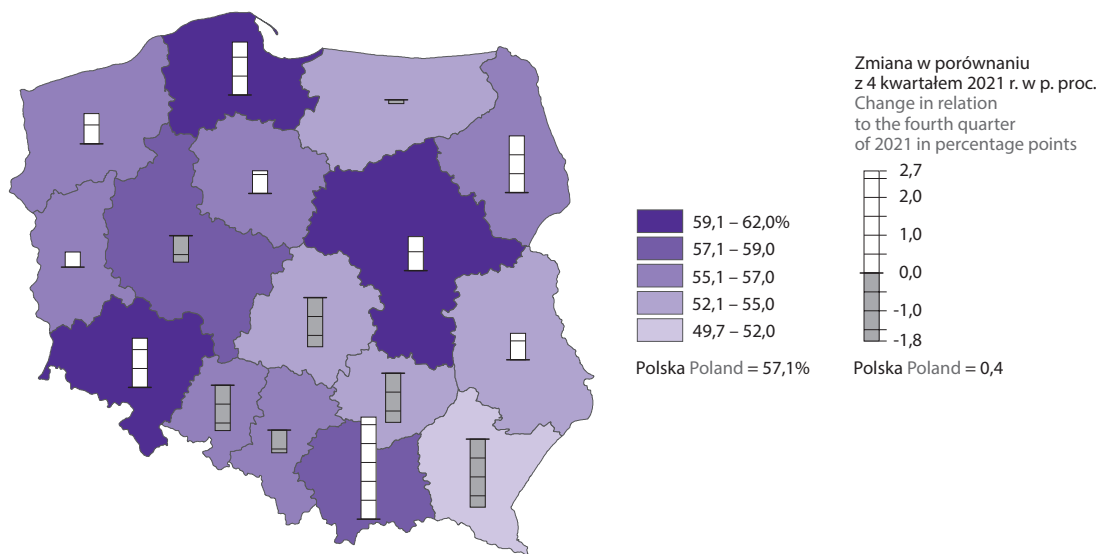 Zmiana w porównaniu
z 4 kwartałem 2021 r. w p. proc.
Change in relation
to the fourth quarter
of 2021 in percentage points
2,7
2,0
1,0
0,0
-1,0
-1,8
Polska Poland = 0,4
59,1 – 62,0%
57,1 – 59,0
55,1 – 57,0
52,1 – 55,0
49,7 – 52,0
Polska Poland = 57,1%